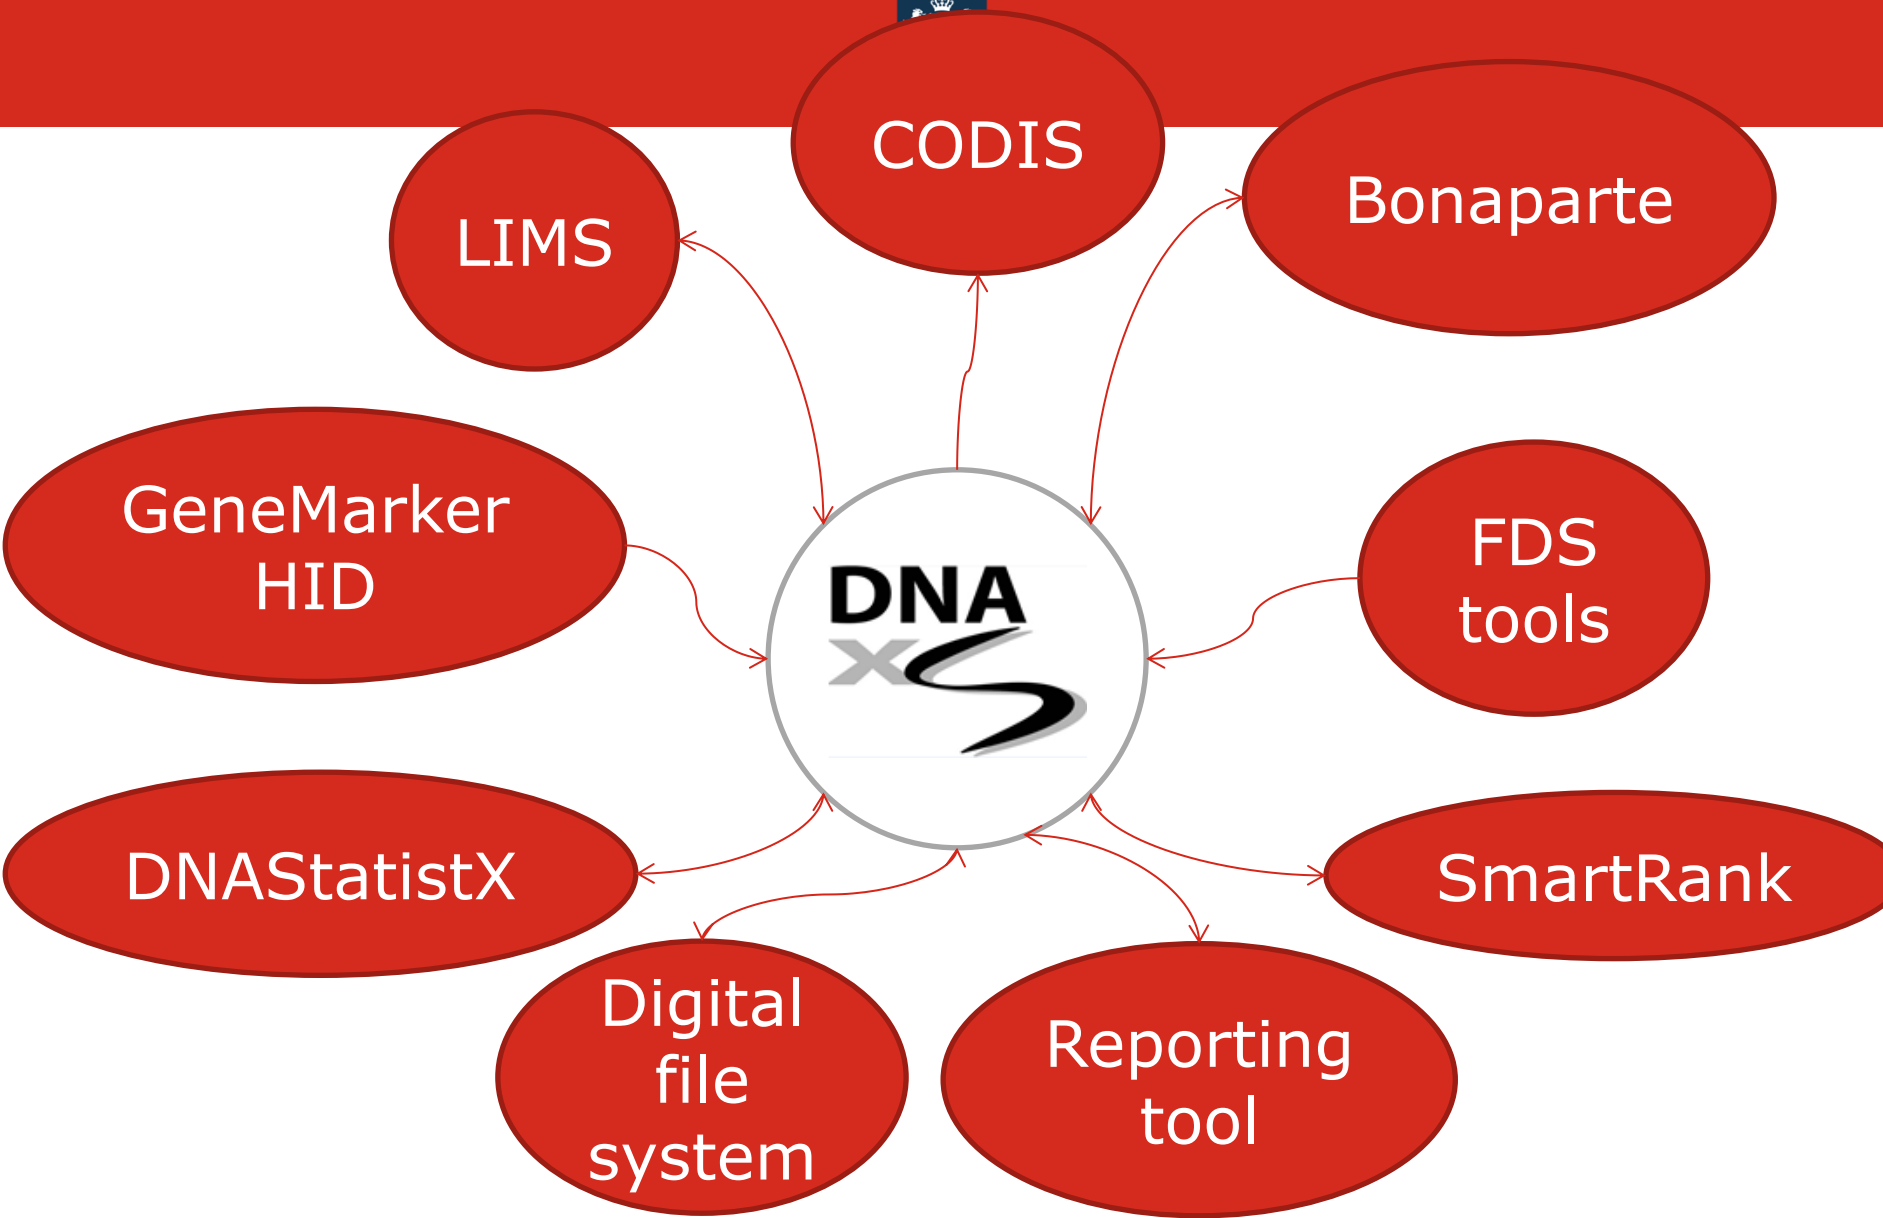 CODIS
LIMS
Bonaparte
GeneMarker
HID
FDS
tools
DNA
XS
DNAStatistX
SmartRank
Digital
file
system
Reporting
tool